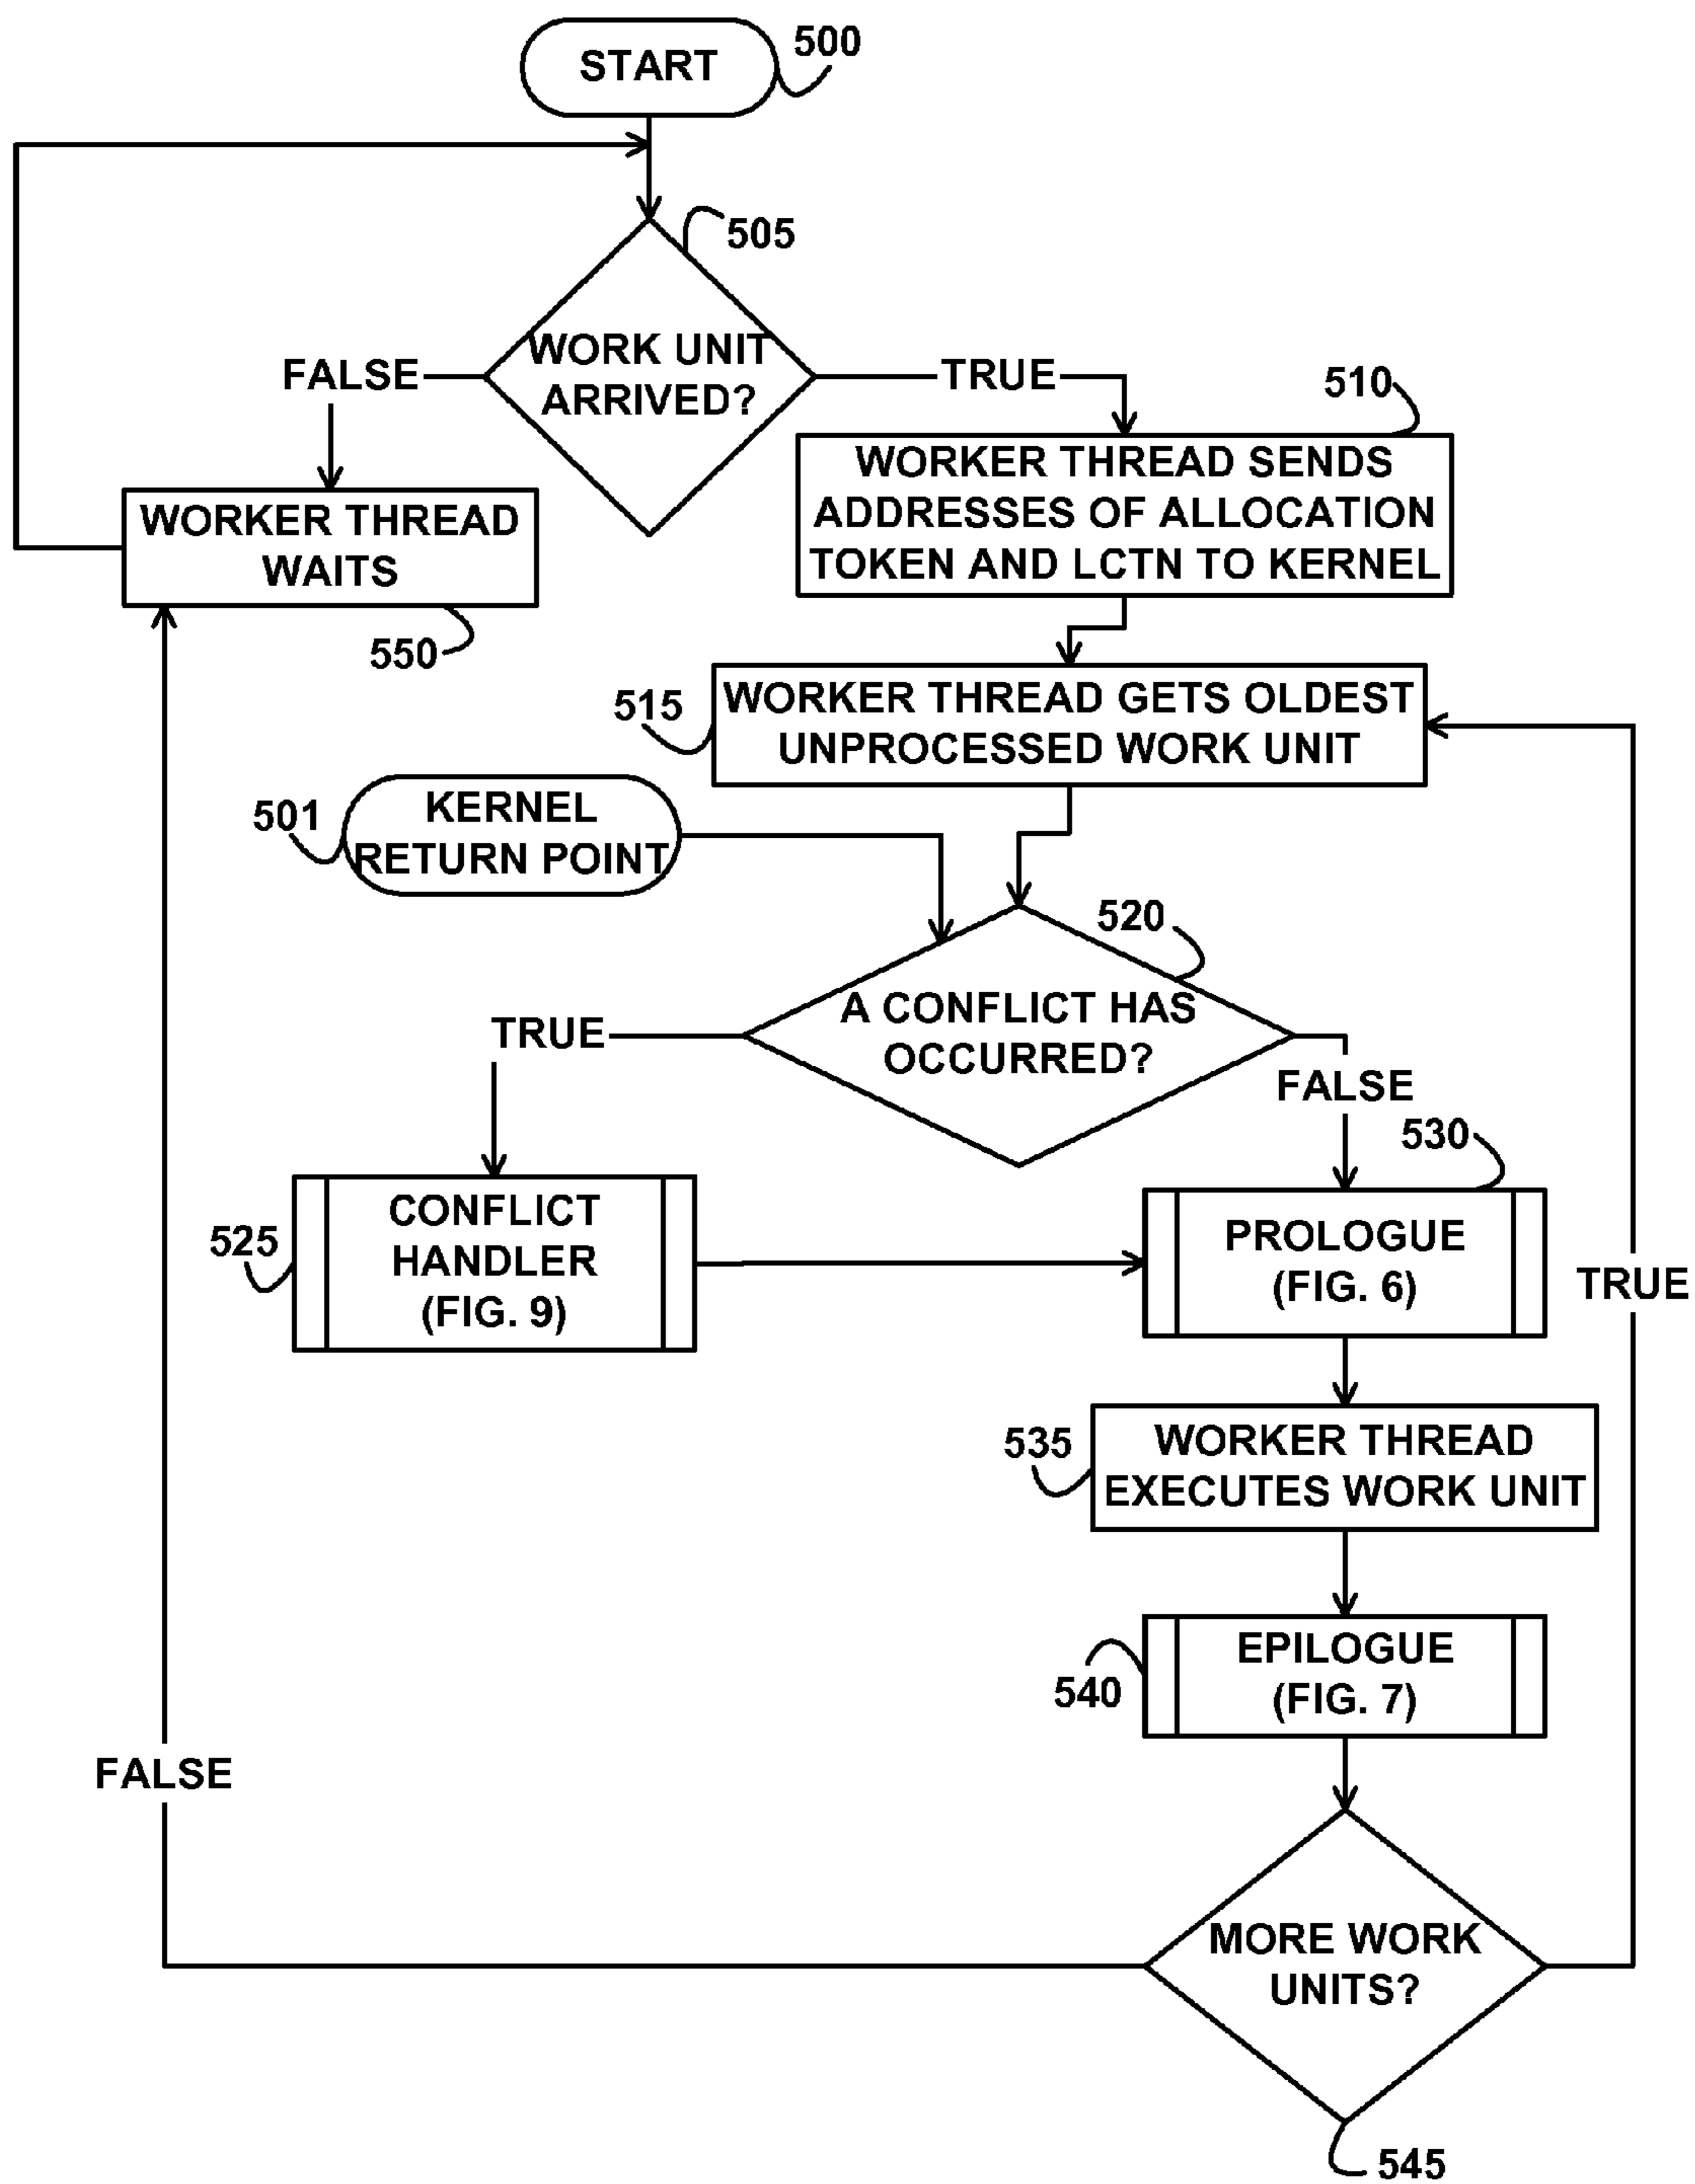 START
500
505
WORK UNIT
ARRIVED?
FALSE
TRUE
510
WORKER THREAD SENDS
ADDRESSES OF ALLOCATION
TOKEN AND LCTN TO KERNEL
WORKER THREAD
WAITS
550
515
WORKER THREAD GETS OLDEST
UNPROCESSED WORK UNIT
501
KERNEL
RETURN POINT
520
A CONFLICT HAS
OCCURRED?
TRUE
FALSE
530
525
CONFLICT
HANDLER
(FIG. 9)
PROLOGUE
(FIG. 6)
TRUE
535
WORKER THREAD
EXECUTES WORK UNIT
540
EPILOGUE
(FIG. 7)
FALSE
MORE WORK
UNITS?
545